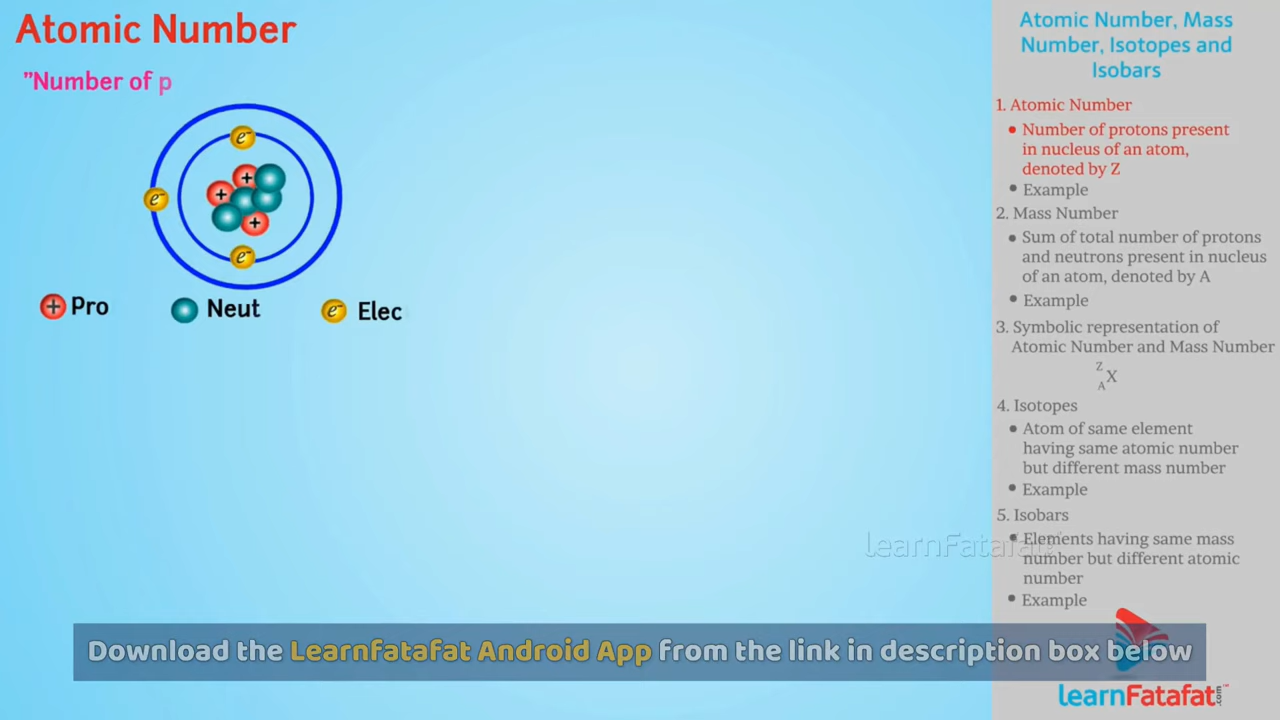 Atomic Number
"Number of p
e⁻
+
e⁻
+
+
e⁻
+ Pro
Neut
e⁻ Elec
Atomic Number, Mass
Number, Isotopes and
Isobars
1. Atomic Number
• Number of protons present
in nucleus of an atom,
denoted by Z
• Example
2. Mass Number
• Sum of total number of protons
and neutrons present in nucleus
of an atom, denoted by A
• Example
3. Symbolic representation of
Atomic Number and Mass Number
Z
X
A
4. Isotopes
• Atom of same element
having same atomic number
but different mass number
• Example
5. Isobars
• Elements having same mass
number but different atomic
number
• Example
learnFatafat
Download the Learnfatafat Android App from the link in description box below
learnFatafat.com™